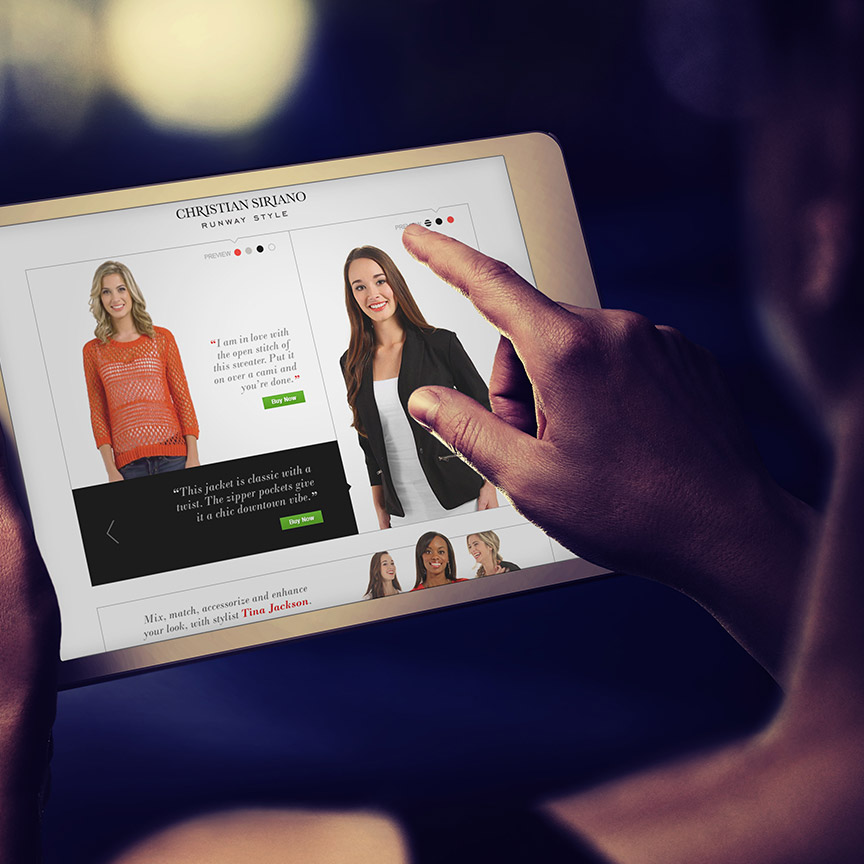 CHRISTIAN SIRIANO
RUNWAY STYLE
PREVIEW
“I am in love with
the open stitch of
this sweater. Put it
on over a cami and
you’re done.”
Buy Now
PREVIEW
“This jacket is classic with a
twist. The zipper pockets give
it a chic downtown vibe.”
Buy Now
Mix, match, accessorize and enhance
your look, with stylist Tina Jackson.